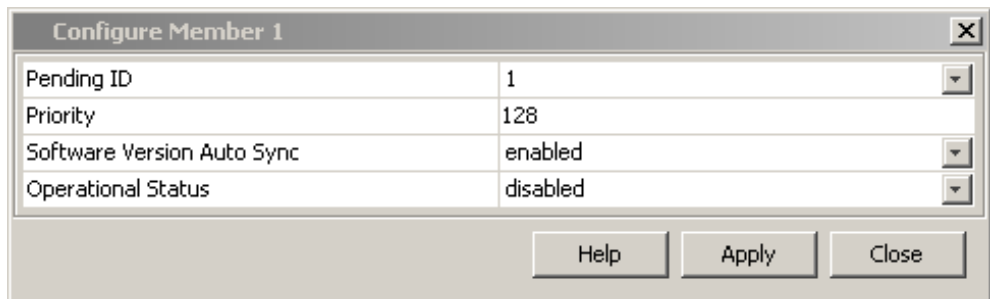 Configure Member 1
Pending ID 1
Priority 128
Software Version Auto Sync enabled
Operational Status disabled
Help Apply Close